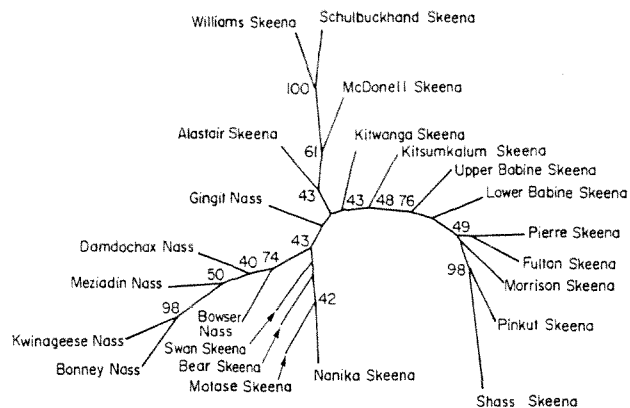 Williams Skeena
Schulbuckhand Skeena
100
McDonell Skeena
Alastair Skeena
61
Kitwanga Skeena
Kitsumkalum Skeena
Upper Babine Skeena
43
43
48
76
Lower Babine Skeena
Gingit Nass
49
Pierre Skeena
Damdochax Nass
43
Fultan Skeena
74
40
Meziadin Nass
50
98
Morrison Skeena
98
Bowser
Nass
42
Pinkut Skeena
Kwinageese Nass
Swan Skeena
Bear Skeena
Bonney Nass
Motase Skeena
Nanika Skeena
Shass Skeena